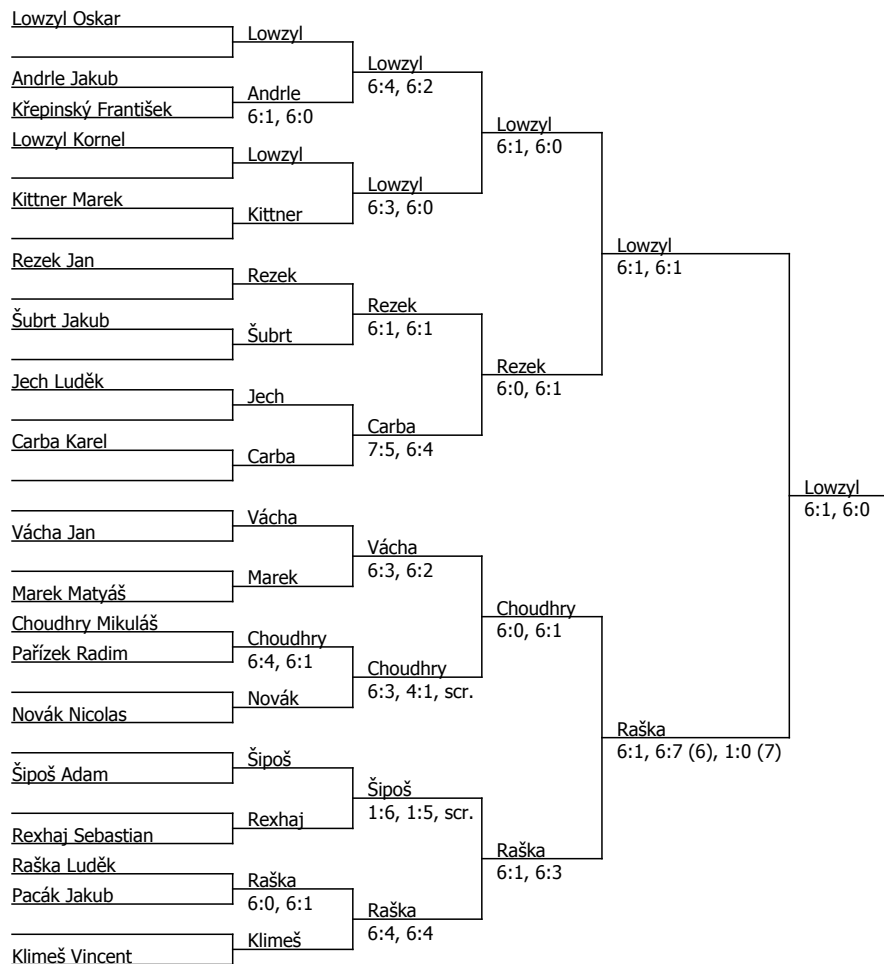 Lowzyl Oskar
Andrle Jakub
Křepinský František
Lowzyl Kornel
Kittner Marek
Rezek Jan
Šubrt Jakub
Jech Luděk
Carba Karel
Vácha Jan
Marek Matyáš
Choudhry Mikuláš
Pařízek Radim
Novák Nicolas
Šipoš Adam
Rexhaj Sebastian
Raška Luděk
Pacák Jakub
Klimeš Vincent
Lowzyl
Andrle
6:1, 6:0
Lowzyl
Kittner
Rezek
Šubrt
Jech
Carba
Vácha
Marek
Choudhry
6:4, 6:1
Novák
Šipoš
Rexhaj
Raška
6:0, 6:1
Klimeš
Lowzyl
6:4, 6:2
Lowzyl
6:3, 6:0
Rezek
6:1, 6:1
Carba
7:5, 6:4
Vácha
6:3, 6:2
Choudhry
6:3, 4:1, scr.
Šipoš
1:6, 1:5, scr.
Raška
6:4, 6:4
Lowzyl
6:1, 6:0
Rezek
6:0, 6:1
Choudhry
6:0, 6:1
Raška
6:1, 6:3
Lowzyl
6:1, 6:1
Raška
6:1, 6:7 (6), 1:0 (7)
Lowzyl
6:1, 6:0